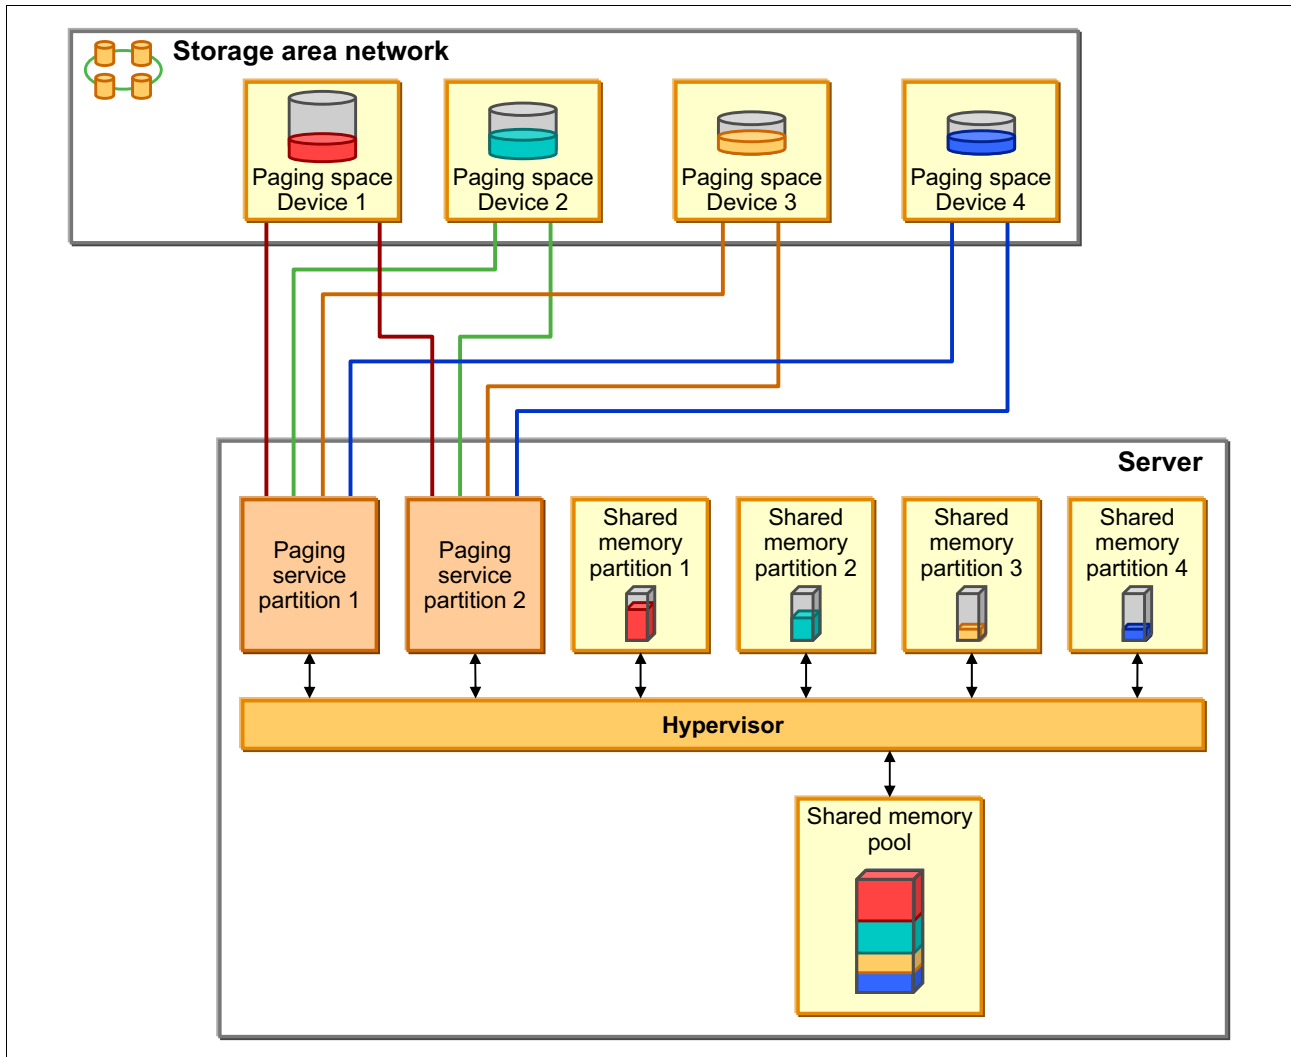 Storage area network
Paging space
Device 1
Paging space
Device 2
Paging space
Device 3
Paging space
Device 4
Server
Paging
service
partition 1
Paging
service
partition 2
Shared
memory
partition 1
Shared
memory
partition 2
Shared
memory
partition 3
Shared
memory
partition 4
Hypervisor
Shared memory
pool